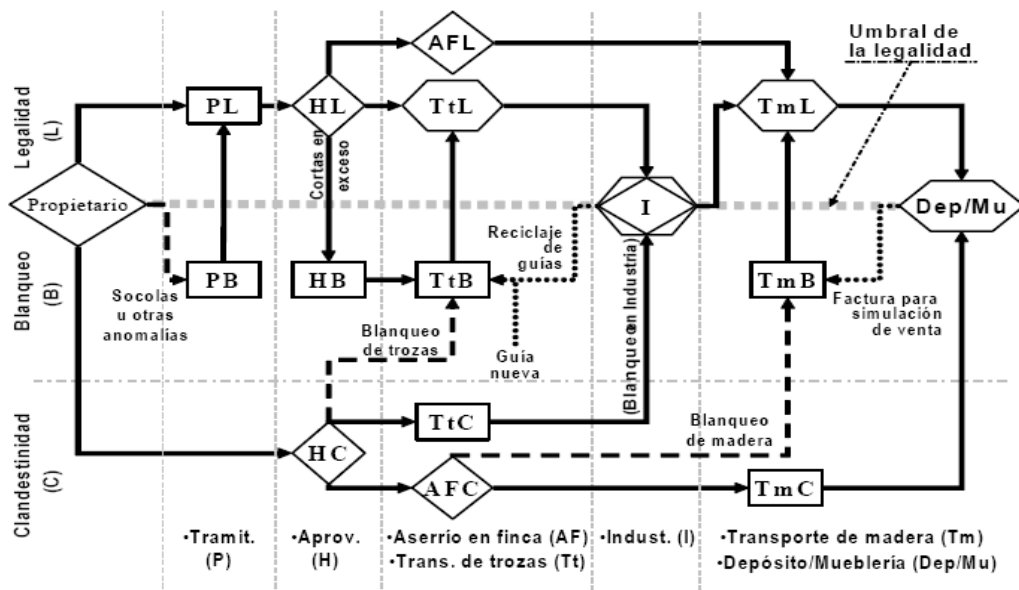 Umbral de
la legalidad
Legalidad
(L)
AFL
PL
HL
TtL
TmL
Cortas en
exceso
Propietario
I
Dep/Mu
Blanqueo
(B)
PB
HB
TtB
TmB
Reciclaje
de
guías
Socolas
u otras
anomalías
Blanqueo
de trozas
Guía
nueva
(Blanqueo en Industria)
Factura para
simulación
de venta
Clandestinidad
(C)
HC
TtC
AFC
Blanqueo
de madera
TmC
•Tramit.
(P)
•Aprov.
(H)
•Aserrío en finca (AF)
•Trans. de trozas (Tt)
•Indust. (I)
•Transporte de madera (Tm)
•Depósito/Mueblería (Dep/Mu)